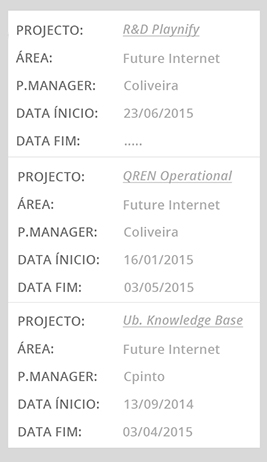 PROJECTO: R&D Playnify
ÁREA: Future Internet
P.MANAGER: Coliveira
DATA ÍNICIO: 23/06/2015
DATA FIM: .....
PROJECTO: QREN Operational
ÁREA: Future Internet
P.MANAGER: Coliveira
DATA ÍNICIO: 16/01/2015
DATA FIM: 03/05/2015
PROJECTO: Ub. Knowledge Base
ÁREA: Future Internet
P.MANAGER: Cpinto
DATA ÍNICIO: 13/09/2014
DATA FIM: 03/04/2015